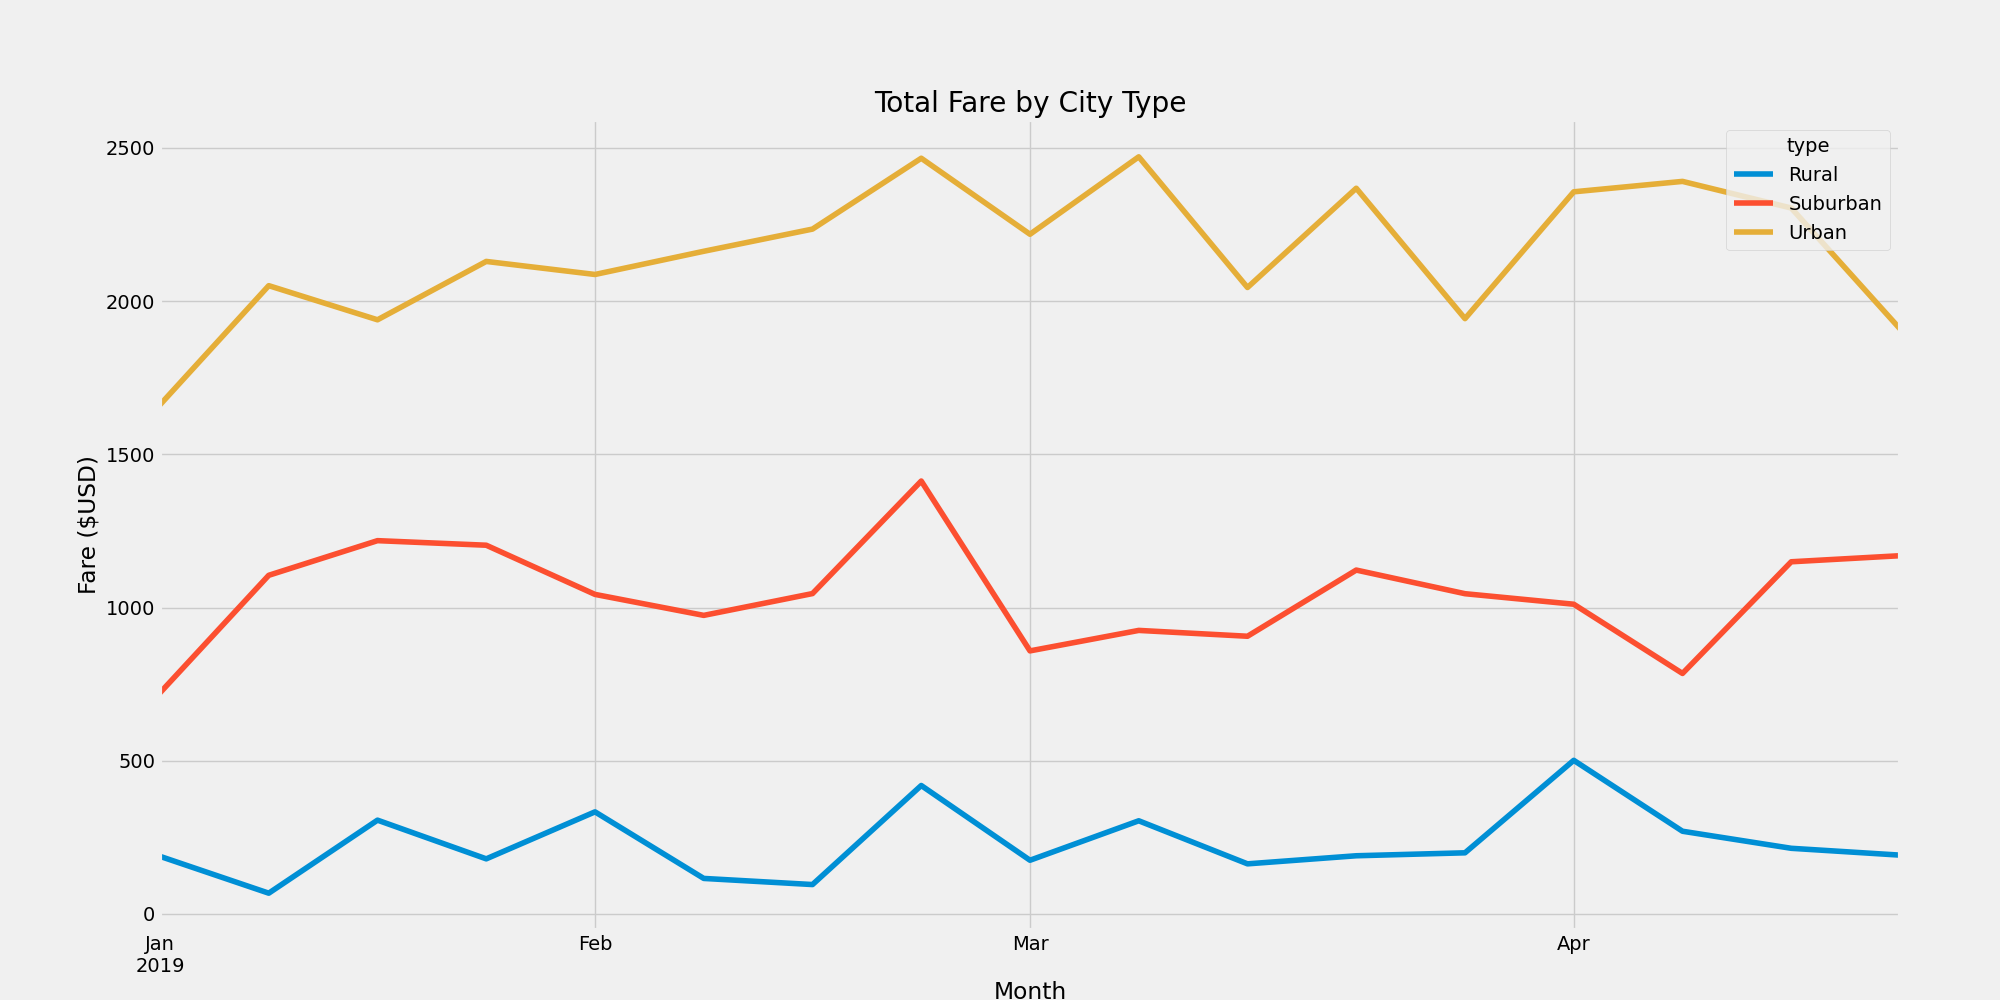 Total Fare by City Type
type
Rural
Suburban
Urban
Fare ($USD)
2500
2000
1500
1000
500
0
Jan
2019
Feb
Mar
Apr
Month